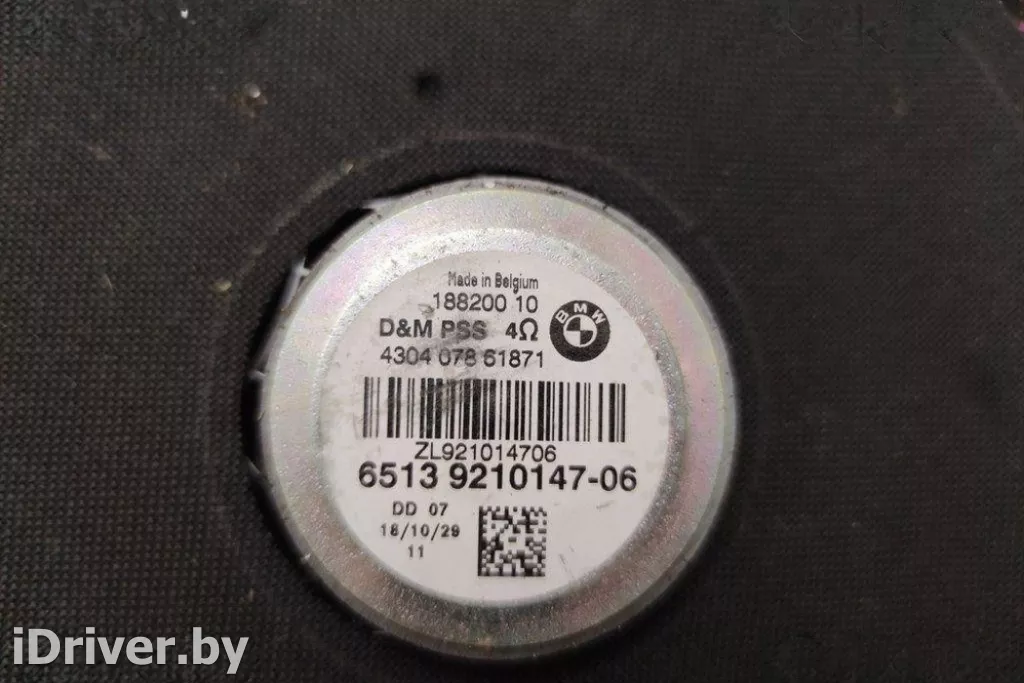 Made in Belgium
188200 10
D&M PSS 4Ω
BMW
4304 078 61871
ZL921014706
6513 9210147-06
DD 07
18/10/29
11
iDriver.by